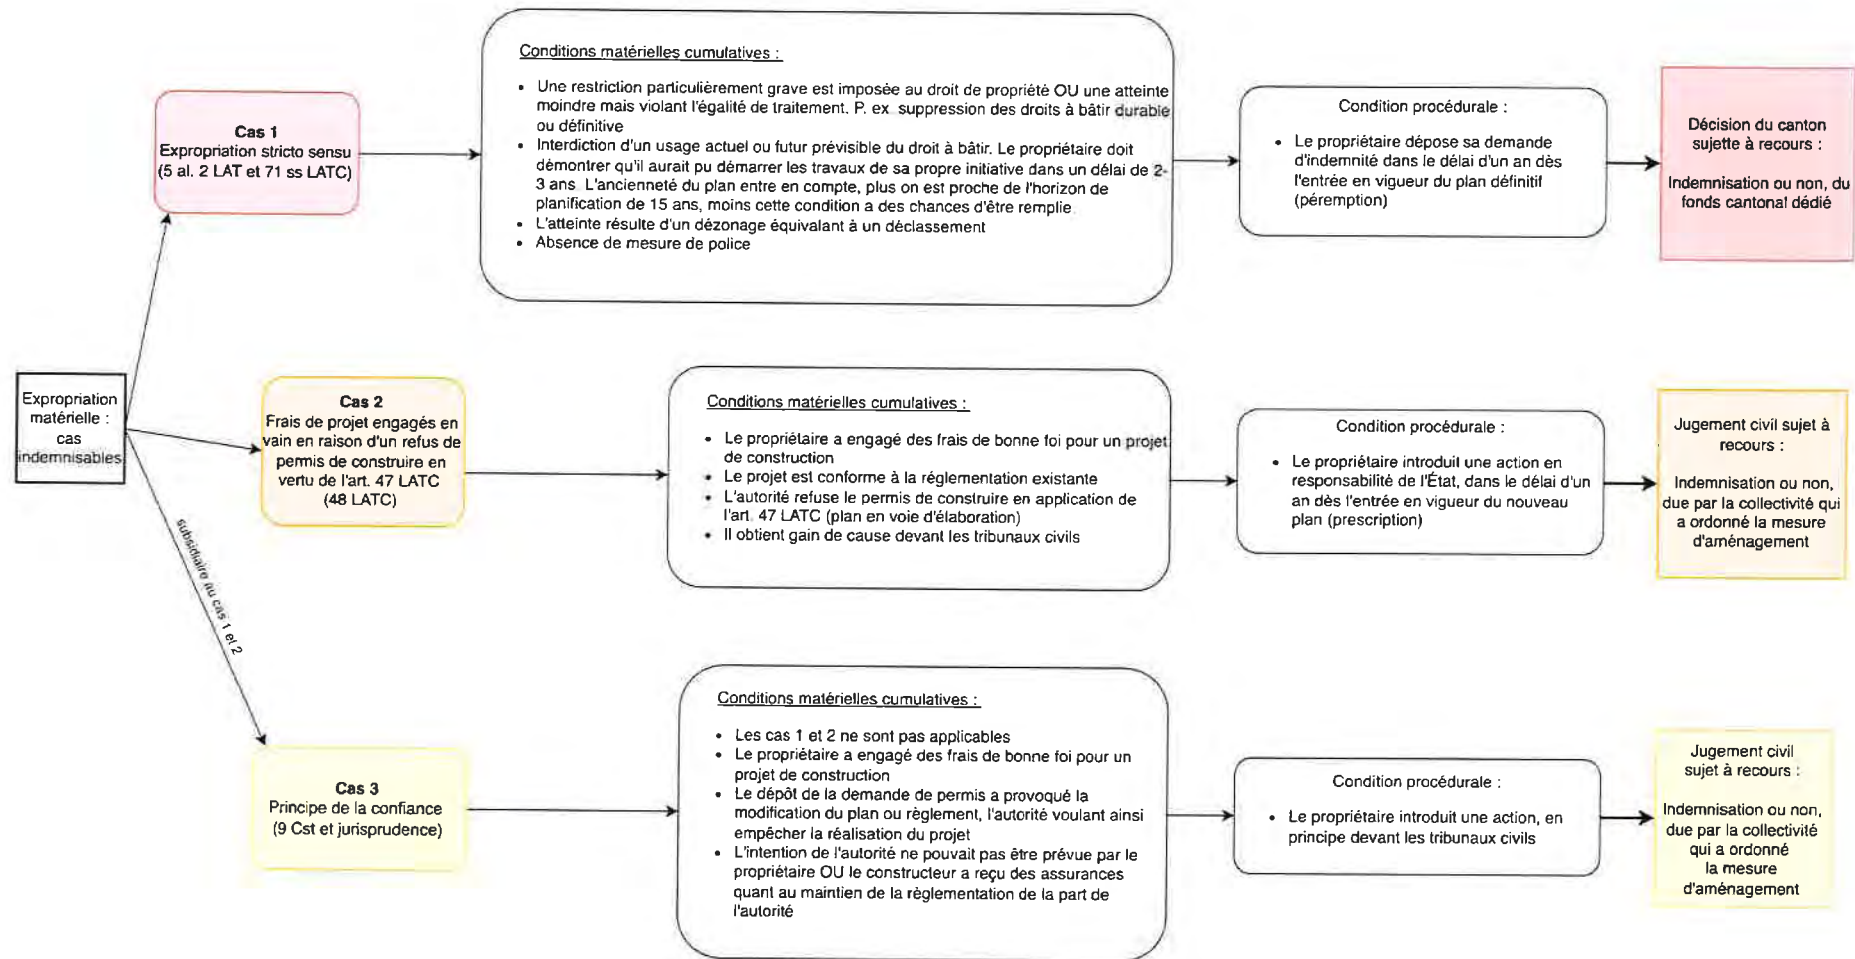 Expropriation
matérielle :
cas
indemnisables
Cas 1
Expropriation stricto sensu
(5 al. 2 LAT et 71 ss LATC)
Conditions matérielles cumulatives :
• Une restriction particulièrement grave est imposée au droit de propriété OU une atteinte
moindre mais violant l'égalité de traitement. P. ex. suppression des droits à bâtir durable
ou définitive
• Interdiction d'un usage actuel ou futur prévisible du droit à bâtir. Le propriétaire doit
démontrer qu'il aurait pu démarrer les travaux de sa propre initiative dans un délai de 2-
3 ans. L'ancienneté du plan entre en compte, plus on est proche de l'horizon de
planification de 15 ans, moins cette condition a des chances d'être remplie
• L'atteinte résulte d'un dézonage équivalant à un déclassement
• Absence de mesure de police
Condition procédurale :
• Le propriétaire dépose sa demande
d'indemnité dans le délai d'un an dès
l'entrée en vigueur du plan définitif
(péremption)
Décision du canton
sujette à recours :
Indemnisation ou non, du
fonds cantonal dédié
Cas 2
Frais de projet engagés en
vain en raison d'un refus de
permis de construire en
vertu de l'art. 47 LATC
(48 LATC)
Conditions matérielles cumulatives :
• Le propriétaire a engagé des frais de bonne foi pour un projet
de construction
• Le projet est conforme à la réglementation existante
• L'autorité refuse le permis de construire en application de
l'art. 47 LATC (plan en voie d'élaboration)
• Il obtient gain de cause devant les tribunaux civils
Condition procédurale :
• Le propriétaire introduit une action en
responsabilité de l'État, dans le délai d'un
an dès l'entrée en vigueur du nouveau
plan (prescription)
Jugement civil sujet à
recours :
Indemnisation ou non,
due par la collectivité qui
a ordonné la mesure
d'aménagement
subsidiaire au cas 1 et 2
Cas 3
Principe de la confiance
(9 Cst et jurisprudence)
Conditions matérielles cumulatives :
• Les cas 1 et 2 ne sont pas applicables
• Le propriétaire a engagé des frais de bonne foi pour un
projet de construction
• Le dépôt de la demande de permis a provoqué la
modification du plan ou règlement, l'autorité voulant ainsi
empêcher la réalisation du projet
• L'intention de l'autorité ne pouvait pas être prévue par le
propriétaire OU le constructeur a reçu des assurances
quant au maintien de la règlementation de la part de
l'autorité
Condition procédurale :
• Le propriétaire introduit une action, en
principe devant les tribunaux civils
Jugement civil
sujet à recours :
Indemnisation ou non,
due par la collectivité
qui a ordonné
la mesure
d'aménagement